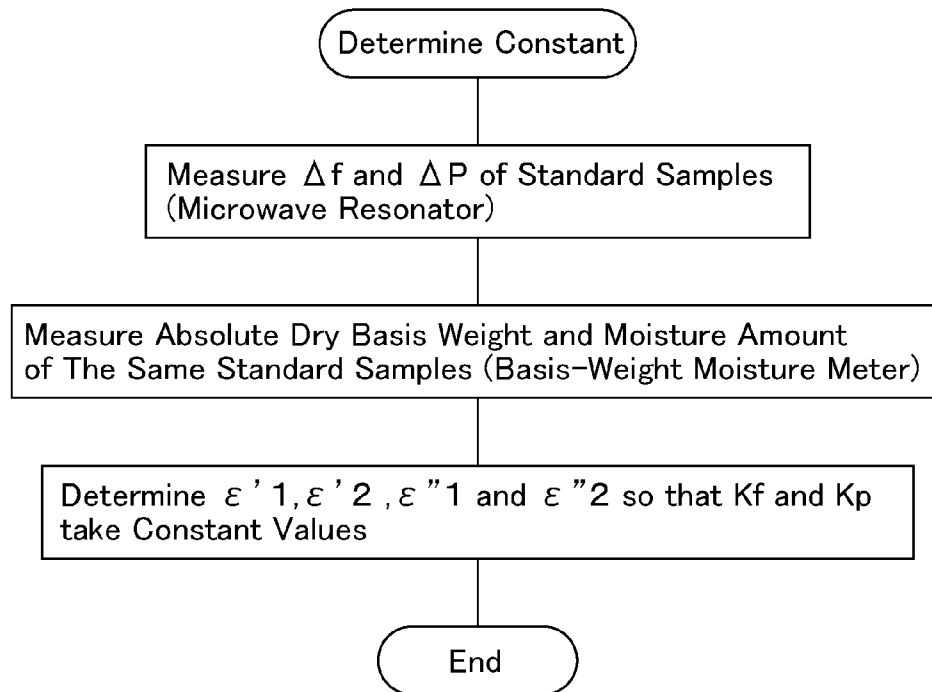 Determine Constant
Measure Δf and ΔP of Standard Samples
(Microwave Resonator)
Measure Absolute Dry Basis Weight and Moisture Amount
of The Same Standard Samples (Basis-Weight Moisture Meter)
Determine ε’1,ε’2 ,ε”1 and ε”2 so that Kf and Kp
take Constant Values
End